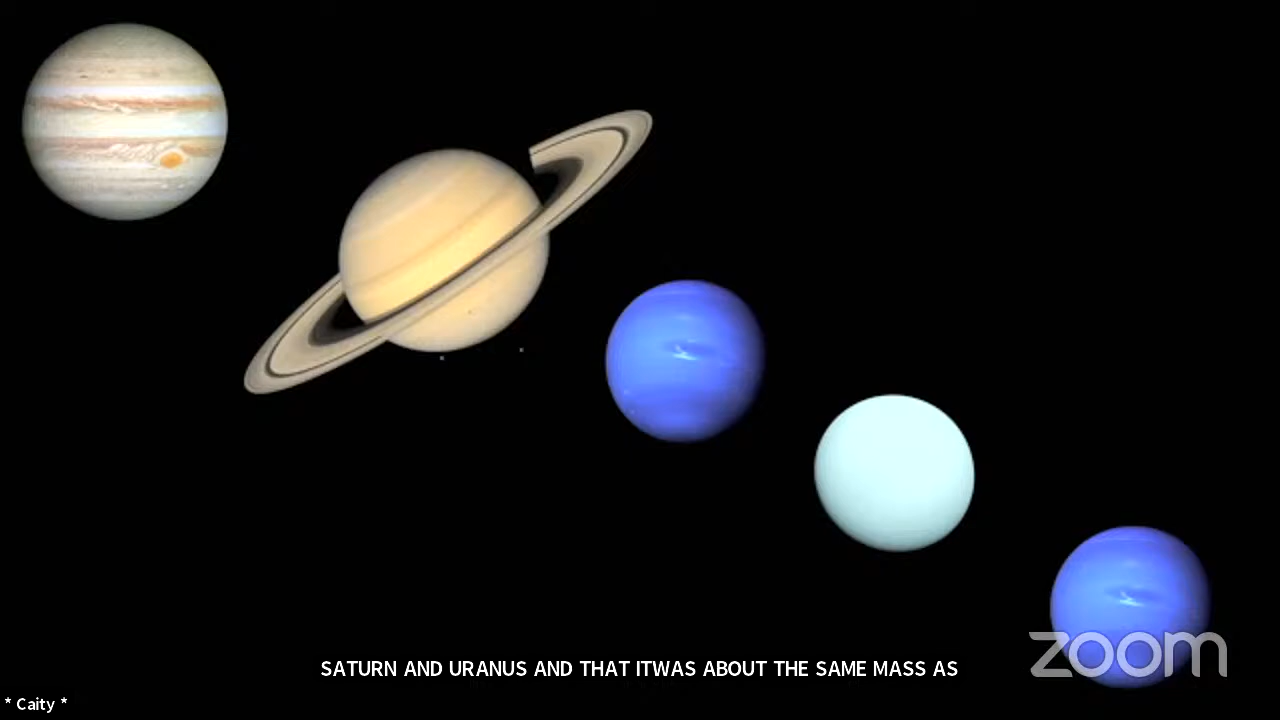 SATURN AND URANUS AND THAT ITWAS ABOUT THE SAME MASS AS
zoom
* Caity *